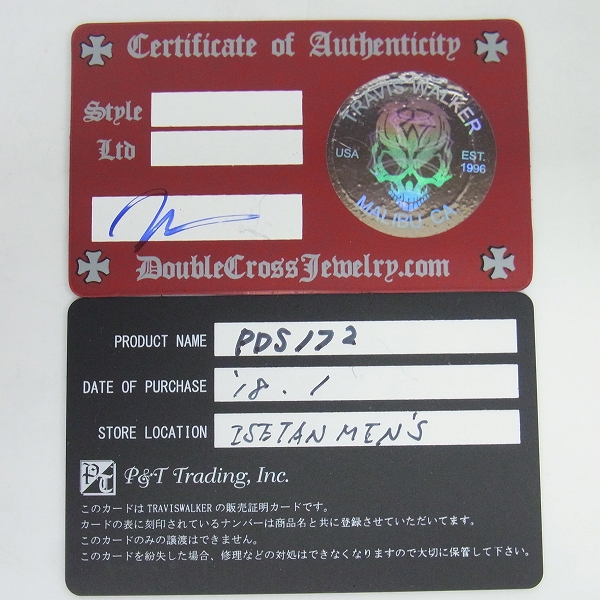 Certificate of Authenticity
Style
Ltd
TRAVIS WALKER
USA
EST. 1996
MALIBU CA
DoubleCrossJewelry.com
PRODUCT NAME PDS172
DATE OF PURCHASE '18.1
STORE LOCATION ISETAN MEN'S
P&T Trading, Inc.
このカードはTRAVISWALKERの販売証明カードです。
カードの表に刻印されているナンバーは商品名と共に登録させていただいてます。
このカードのみの譲渡はできません。
このカードを紛失した場合、修理などの対処はできなくなりますので大切に保管して下さい。